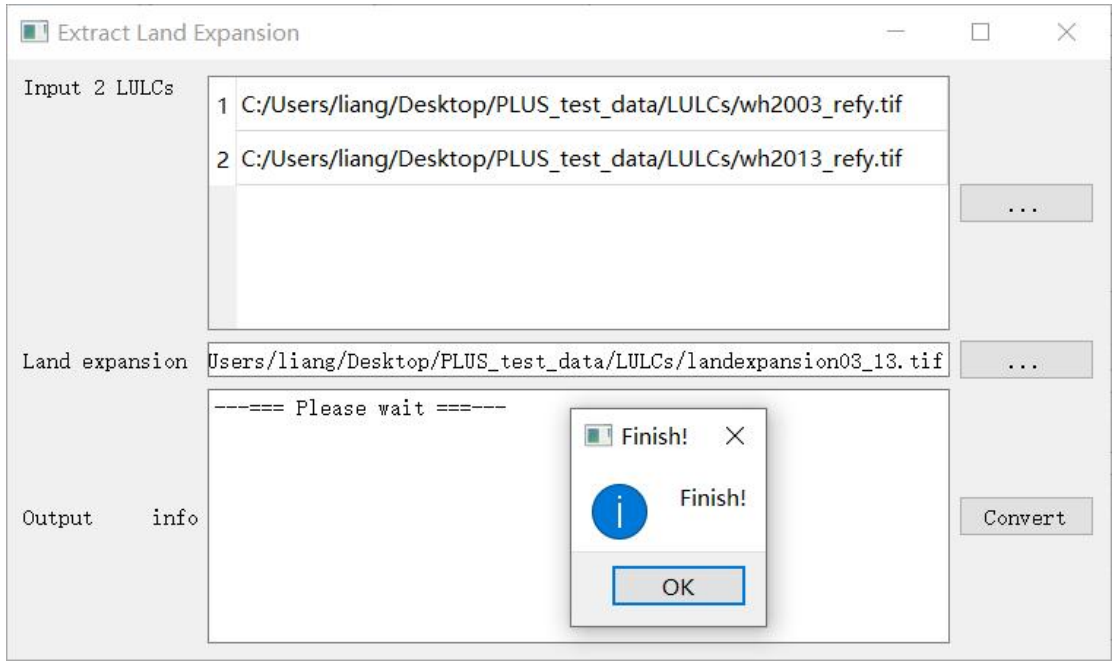 Extract Land Expansion
Input 2 LULCs
1 C:/Users/liang/Desktop/PLUS_test_data/LULCs/wh2003_refy.tif
2 C:/Users/liang/Desktop/PLUS_test_data/LULCs/wh2013_refy.tif
...
Land expansion Users/liang/Desktop/PLUS_test_data/LULCs/landexpansion03_13.tif ...
---=== Please wait ===---
Finish!
Finish!
Output info Convert
OK